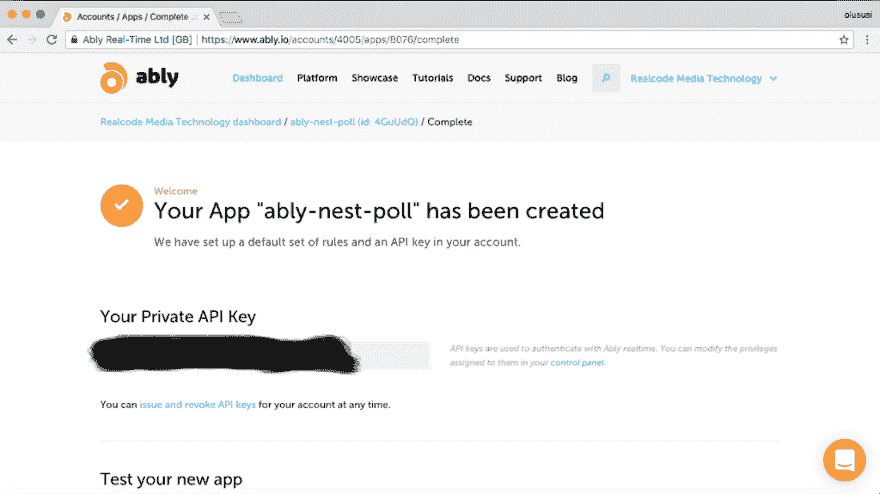 Accounts / Apps / Complete
olususi
Ably Real-Time Ltd [GB] https://www.ably.io/accounts/4005/apps/8076/complete
ably Dashboard Platform Showcase Tutorials Docs Support Blog Realcode Media Technology
Realcode Media Technology dashboard / ably-nest-poll (id: 4GuUdQ) / Complete
Welcome
Your App "ably-nest-poll" has been created
We have set up a default set of rules and an API key in your account.
Your Private API Key
API keys are used to authenticate with Ably realtime. You can modify the privileges
assigned to them in your control panel.
You can issue and revoke API keys for your account at any time.
Test your new app